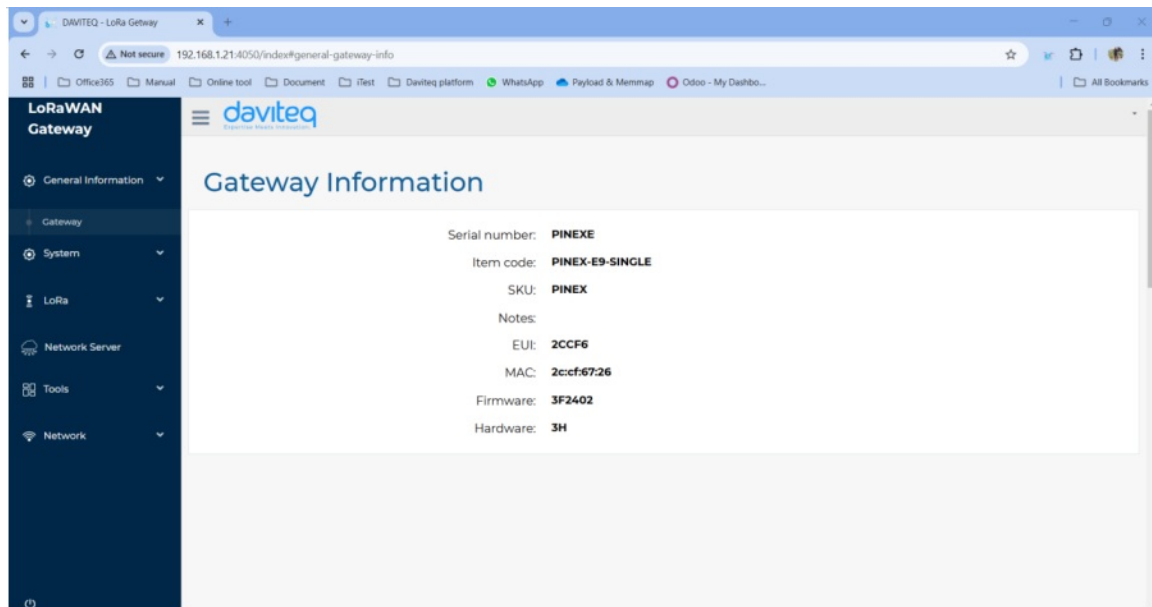 DAVITEQ - LoRa Getway
Not secure 192.168.1.21:4050/index#general-gateway-info
Office365 Manual Online tool Document iTest Daviteq platform WhatsApp Payload & Memmap Odoo - My Dashbo... All Bookmarks
LoRaWAN
Gateway
daviteq
Expertise Meets Innovation
General Information
Gateway
System
LoRa
Network Server
Tools
Network
Gateway Information
Serial number: PINEXE
Item code: PINEX-E9-SINGLE
SKU: PINEX
Notes:
EUI: 2CCF6
MAC: 2c:cf:67:26
Firmware: 3F2402
Hardware: 3H